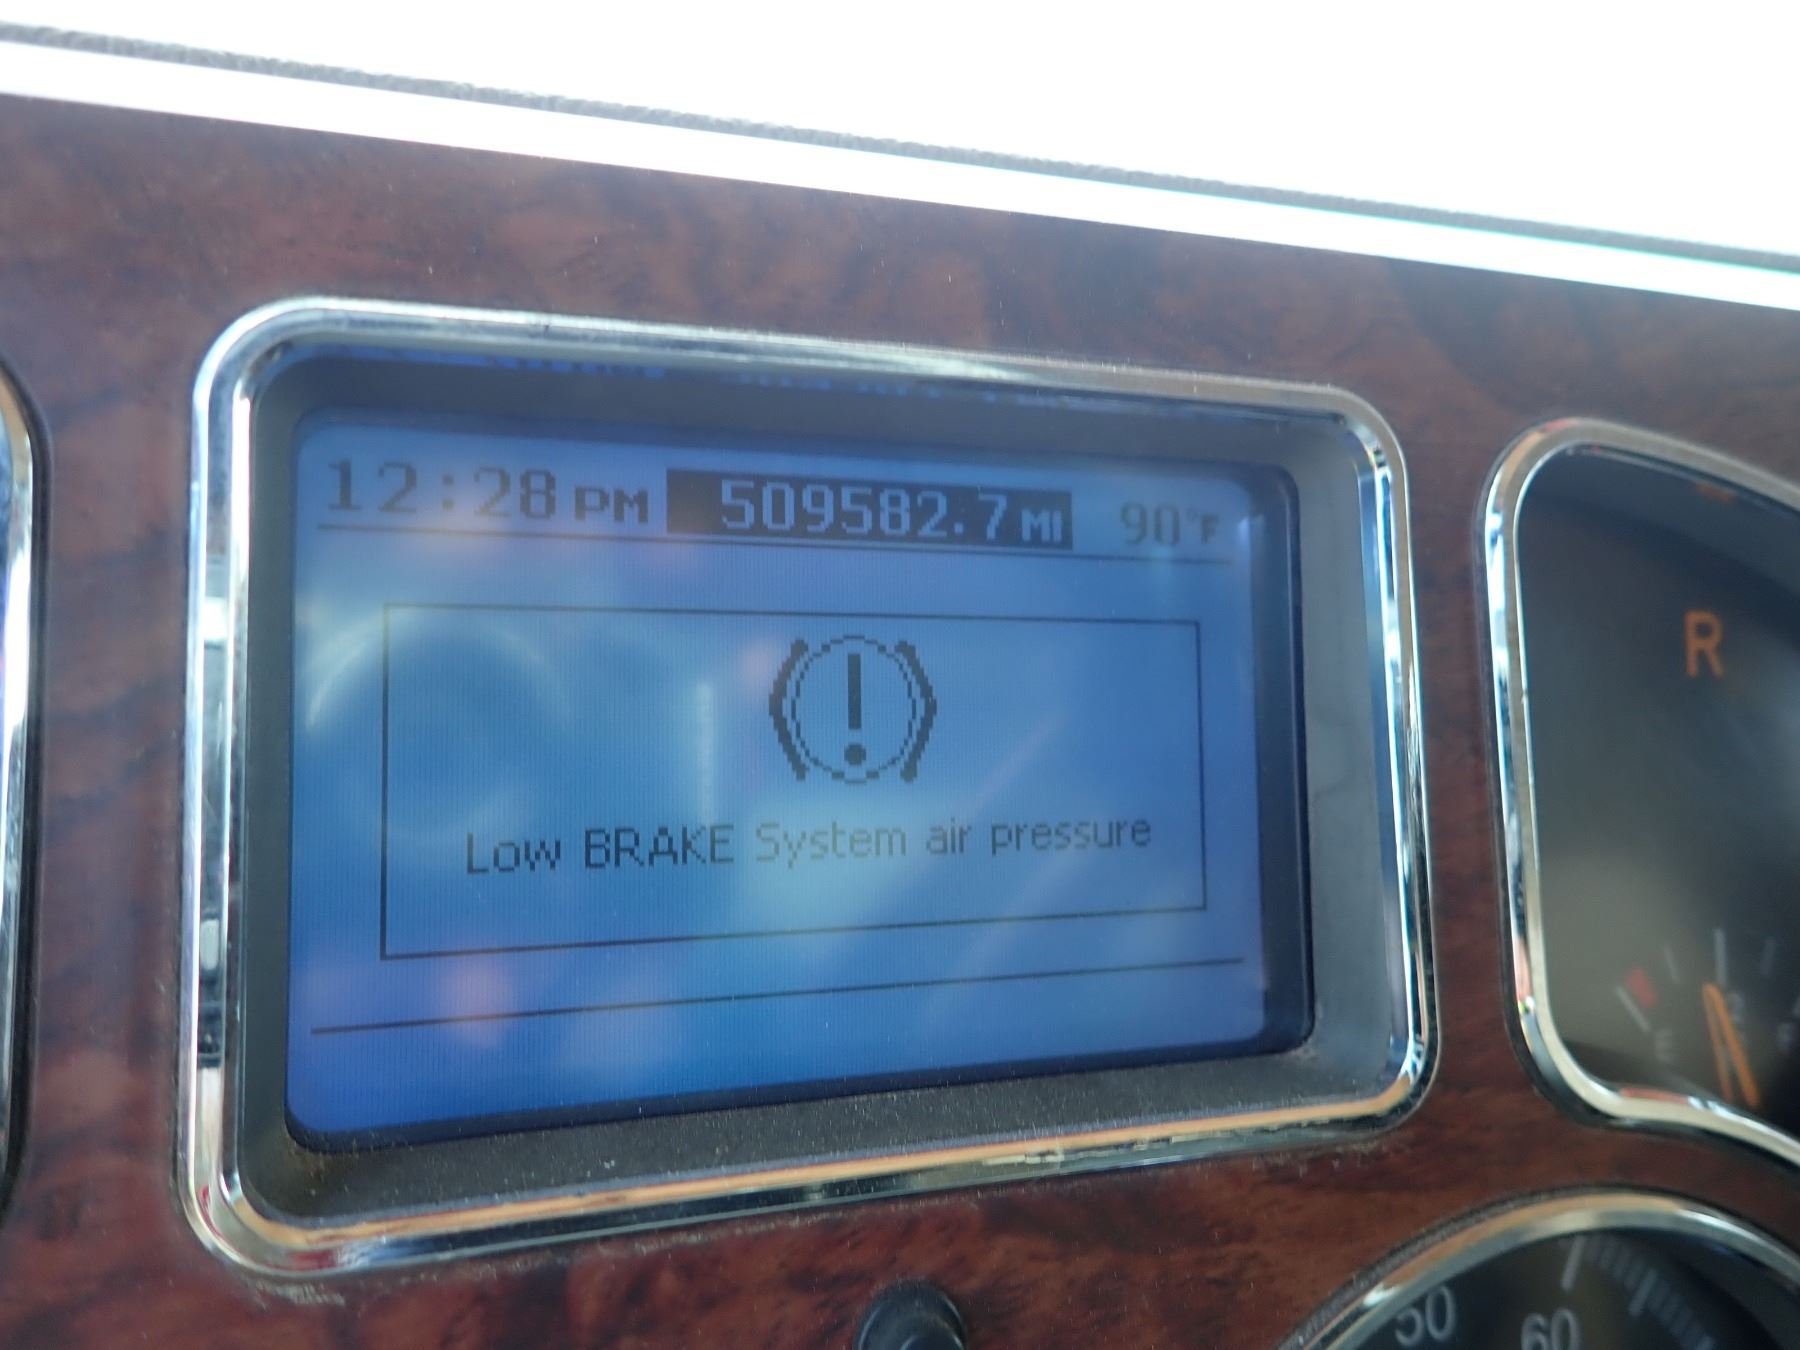 12:28 PM 509582.7 MI 90°F
R
Low BRAKE System air pressure
50 60